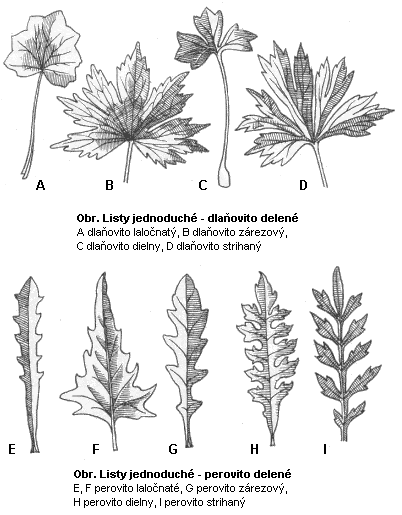 A B C D
Obr. Listy jednoduché - dlaňovito delené
A dlaňovito laločnatý, B dlaňovito zárezový,
C dlaňovito dielny, D dlaňovito strihaný
E F G H I
Obr. Listy jednoduché - perovito delené
E, F perovito laločnaté, G perovito zárezový,
H perovito dielny, I perovito strihaný